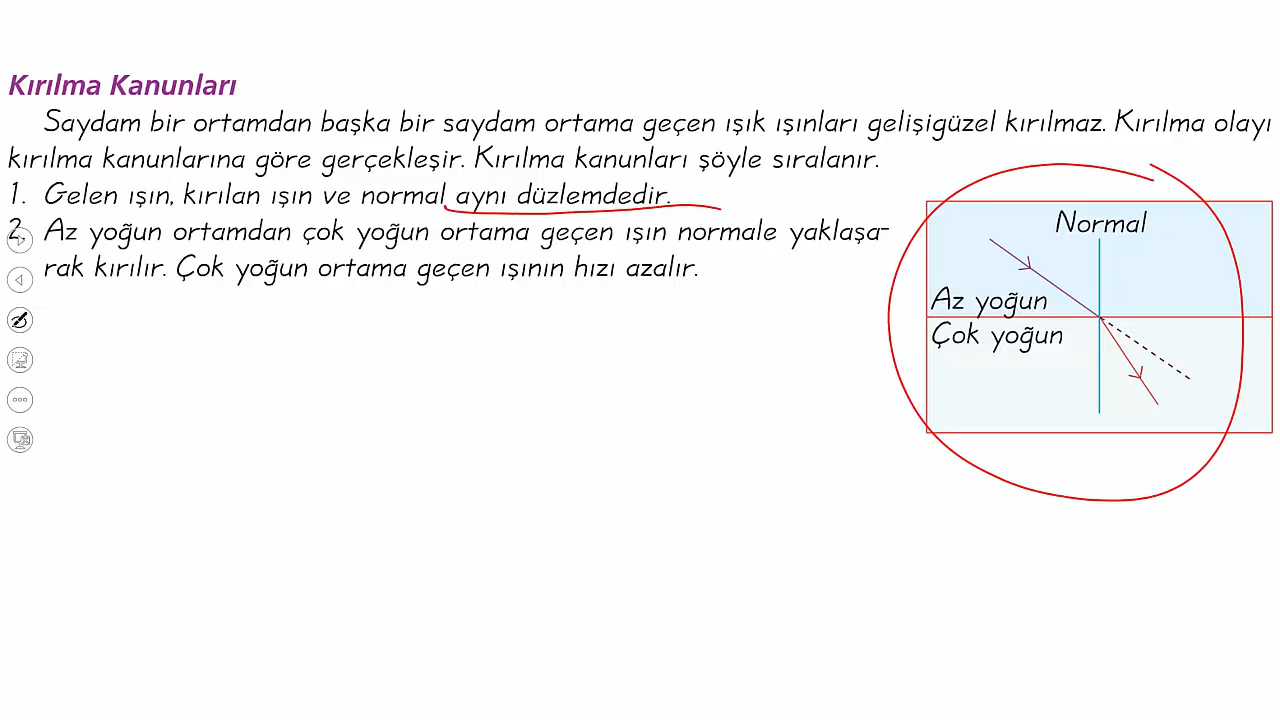 Kırılma Kanunları
Saydam bir ortamdan başka bir saydam ortama geçen ışık ışınları gelişigüzel kırılmaz. Kırılma olayı
kırılma kanunlarına göre gerçekleşir. Kırılma kanunları şöyle sıralanır.
1. Gelen ışın, kırılan ışın ve normal aynı düzlemdedir.
2. Az yoğun ortamdan çok yoğun ortama geçen ışın normale yaklaşa-
rak kırılır. Çok yoğun ortama geçen ışının hızı azalır.
Normal
Az yoğun
Çok yoğun